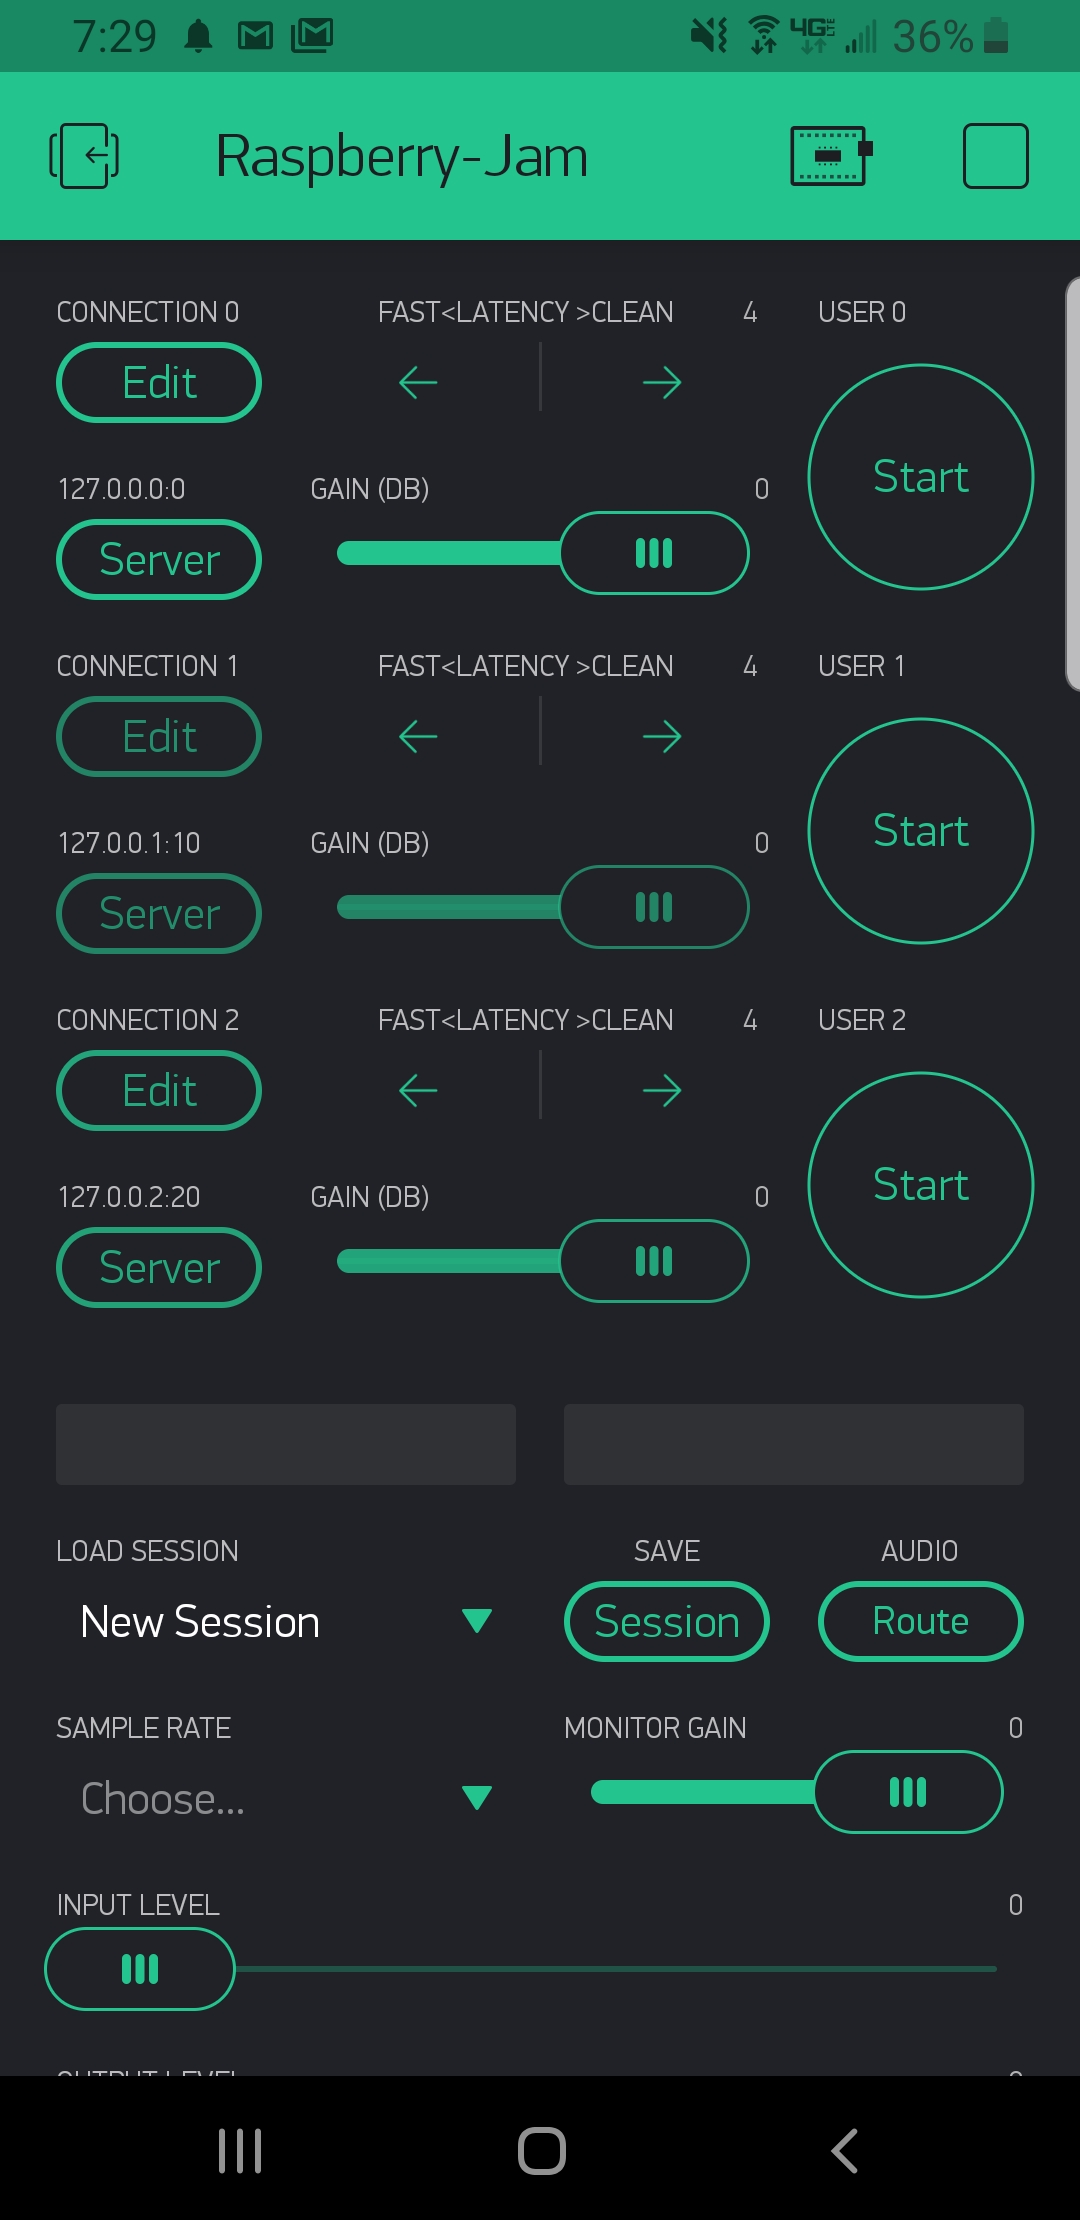 7:29 4G LTE 36%
Raspberry-Jam
CONNECTION 0 FAST<LATENCY >CLEAN 4 USER 0
Edit
Start
127.0.0.0:0 GAIN (DB) 0
Server
CONNECTION 1 FAST<LATENCY >CLEAN 4 USER 1
Edit
Start
127.0.0.1:10 GAIN (DB) 0
Server
CONNECTION 2 FAST<LATENCY >CLEAN 4 USER 2
Edit
Start
127.0.0.2:20 GAIN (DB) 0
Server
LOAD SESSION SAVE AUDIO
New Session Session Route
SAMPLE RATE MONITOR GAIN 0
Choose...
INPUT LEVEL 0
OUTPUT LEVEL 0